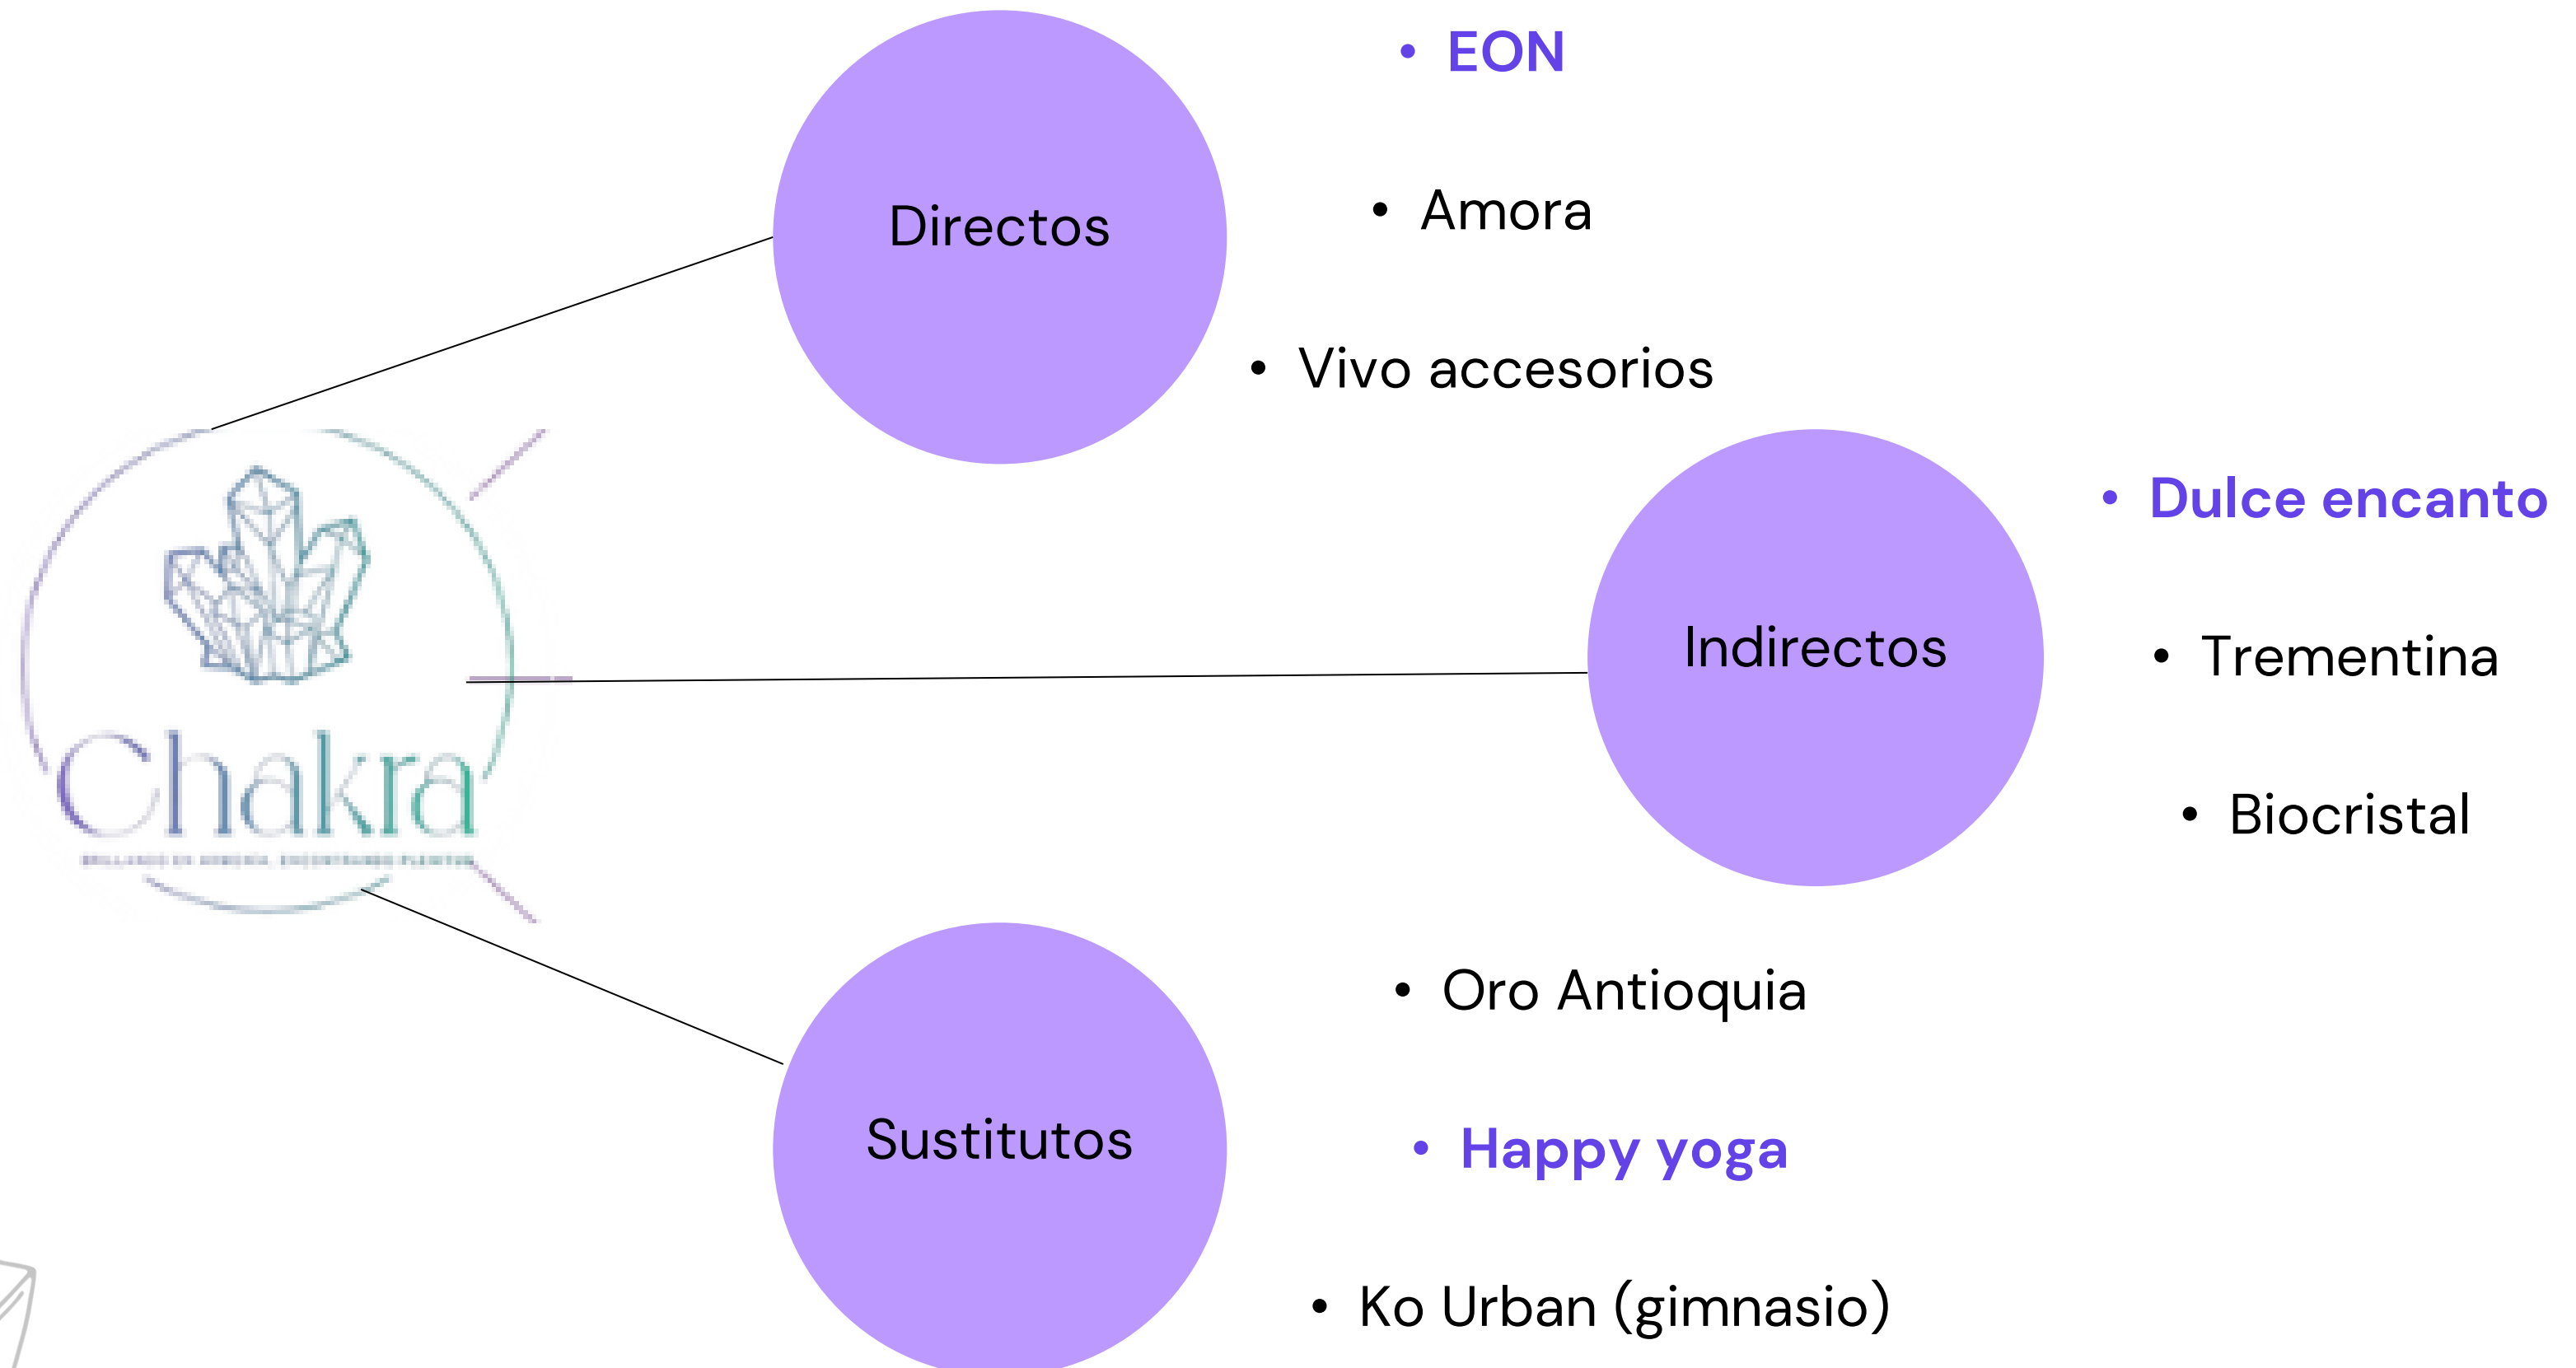 • EON
• Amora
Directos
• Vivo accesorios
• Dulce encanto
Indirectos
• Trementina
• Biocristal
Chakra
• Oro Antioquia
Sustitutos
• Happy yoga
• Ko Urban (gimnasio)